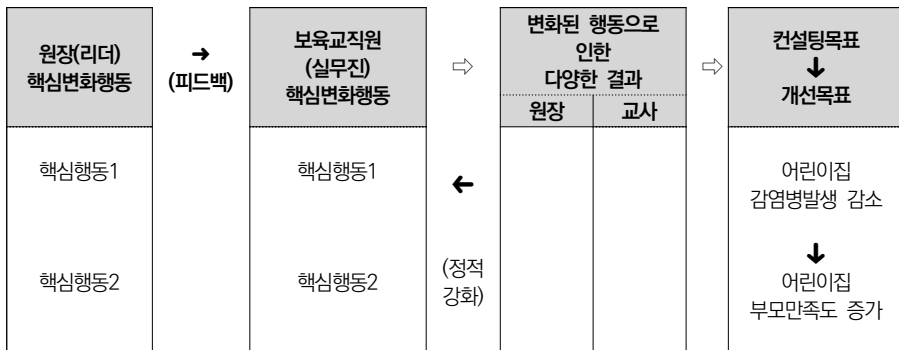 원장(리더)
핵심변화행동
➜
(피드백)
보육교직원
(실무진)
핵심변화행동
⇨
변화된 행동으로
인한
다양한 결과
원장
교사
⇨
컨설팅목표
↓
개선목표
핵심행동1
핵심행동1
←
어린이집
감염병발생 감소
↓
핵심행동2
핵심행동2
(정적
강화)
어린이집
부모만족도 증가